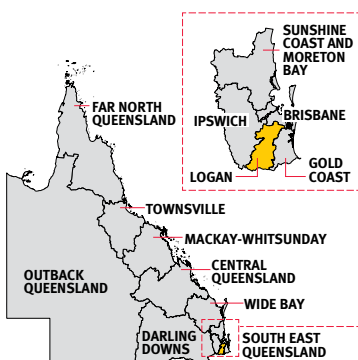 SUNSHINE
COAST AND
MORETON
BAY
IPSWICH
BRISBANE
LOGAN
GOLD
COAST
FAR NORTH
QUEENSLAND
TOWNSVILLE
MACKAY-WHITSUNDAY
CENTRAL
QUEENSLAND
OUTBACK
QUEENSLAND
WIDE BAY
DARLING
DOWNS
SOUTH EAST
QUEENSLAND